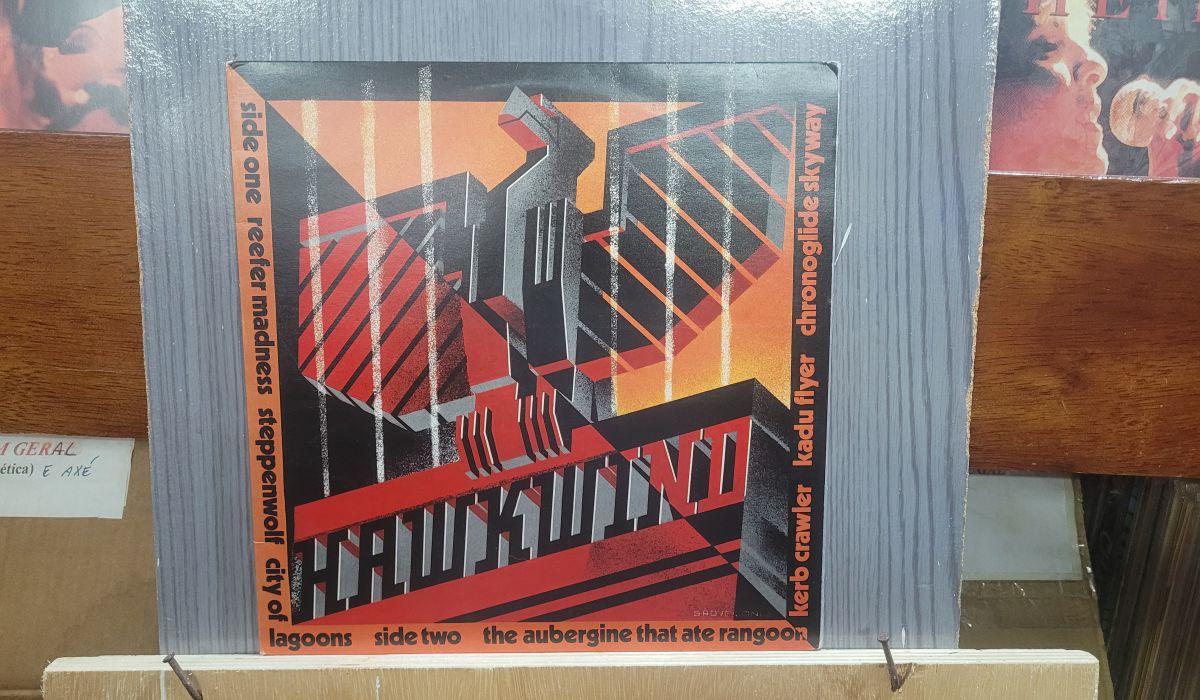 side one reefer madness steppenwolf city of
lagoons side two the aubergine that ate rangoon
kerb crawler kadu flyer chronoglide skyway
HAWKWIND
M GERAL
ética) E AXÉ